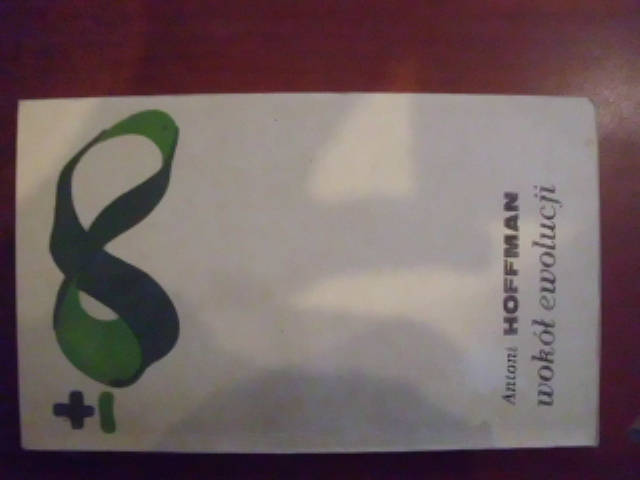 Antoni HOFFMAN
wokół ewolucji
±